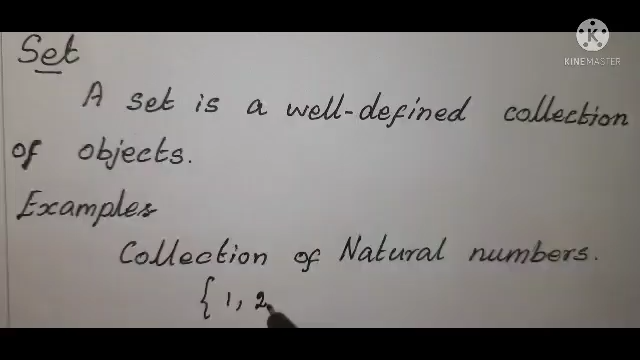 Set
A set is a well-defined collection
of objects.
Examples
Collection of Natural numbers.
{ 1, 2
K
KINEMASTER